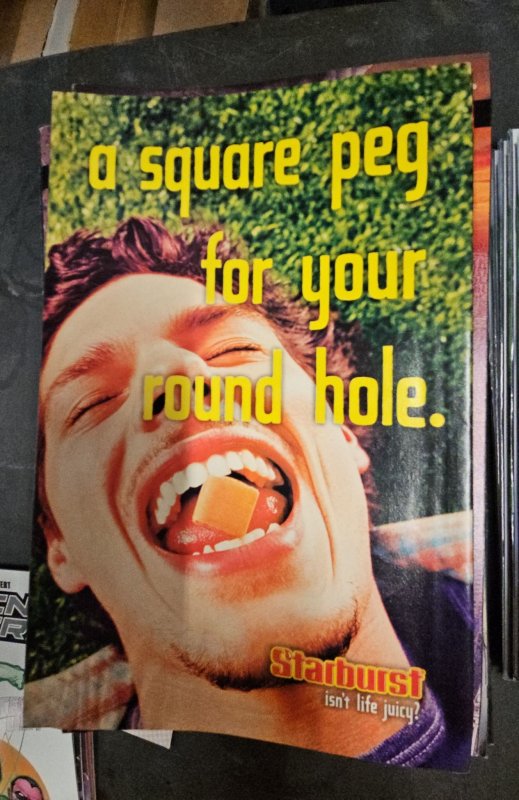 a square peg
for your
round hole.
Starburst
isn't life juicy?